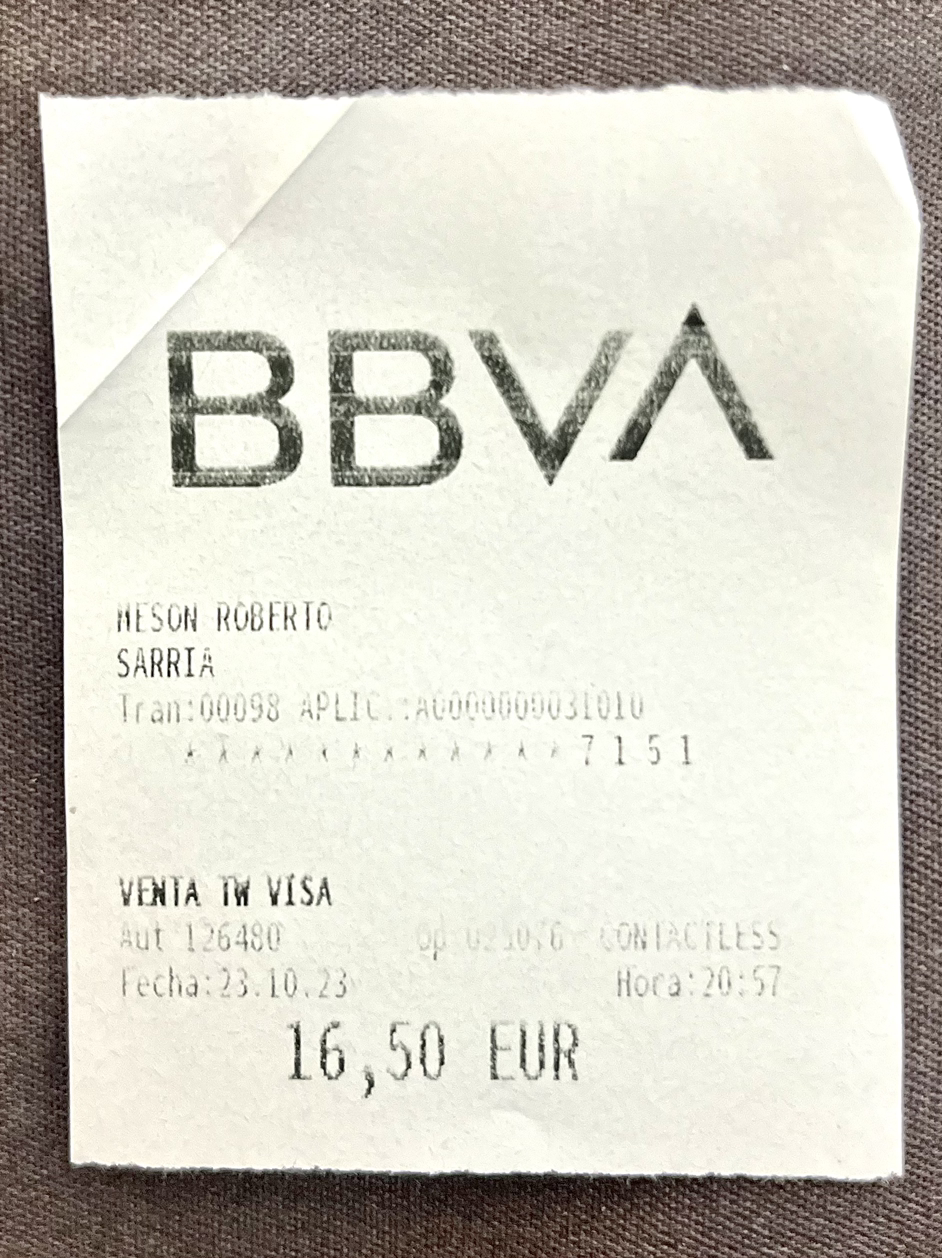 BBVA
MESON ROBERTO
SARRIA
Tran:00098 APLIC.:A0000000031010
************7151
VENTA TW VISA
Aut 126480 Op CONTACTLESS
Fecha:23.10.23 Hora:20:57
16,50 EUR